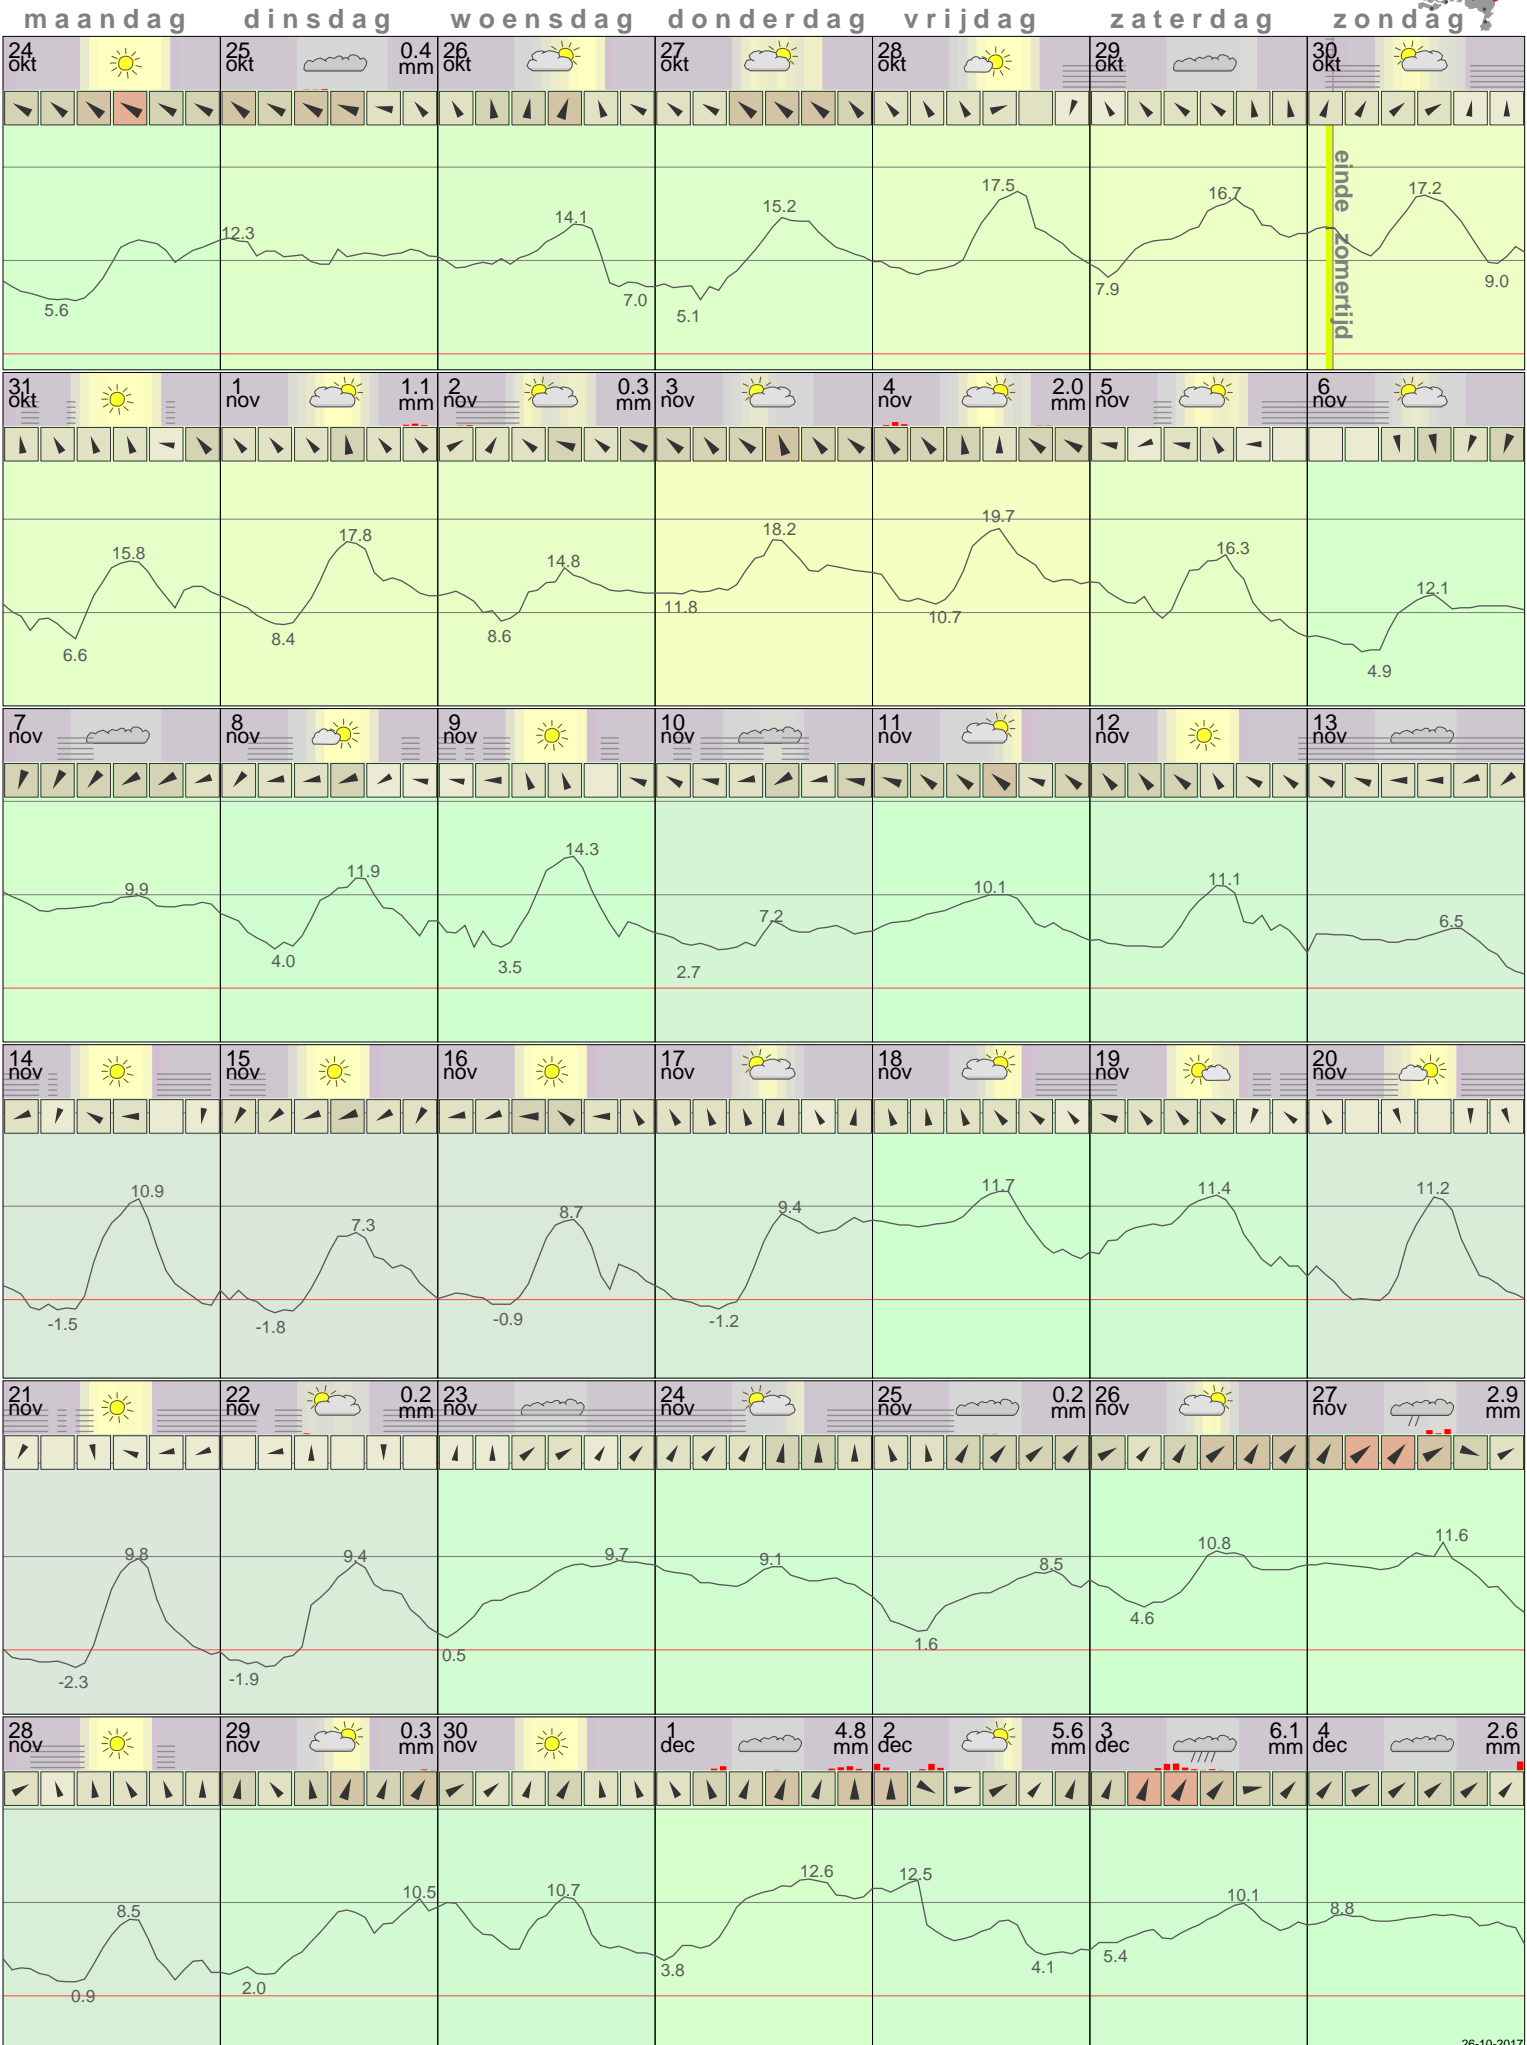 maandag dinsdag woensdag donderdag vrijdag zaterdag zondag
24 okt 25 okt 0.4 mm 26 okt 27 okt 28 okt 29 okt 30 okt
einde zomertijd
5.6 12.3 14.1 7.0 5.1 15.2 17.5 7.9 16.7 17.2 9.0
31 okt 1 nov 1.1 mm 2 nov 0.3 mm 3 nov 4 nov 2.0 mm 5 nov 6 nov
6.6 15.8 8.4 17.8 8.6 14.8 11.8 18.2 10.7 19.7 16.3 4.9 12.1
7 nov 8 nov 9 nov 10 nov 11 nov 12 nov 13 nov
9.9 4.0 11.9 3.5 14.3 2.7 7.2 10.1 11.1 6.5
14 nov 15 nov 16 nov 17 nov 18 nov 19 nov 20 nov
-1.5 10.9 -1.8 7.3 -0.9 8.7 -1.2 9.4 11.7 11.4 11.2
21 nov 22 nov 0.2 mm 23 nov 24 nov 25 nov 0.2 mm 26 nov 27 nov 2.9 mm
-2.3 9.8 -1.9 9.4 0.5 9.7 9.1 1.6 8.5 4.6 10.8 11.6
28 nov 29 nov 0.3 mm 30 nov 1 dec 4.8 mm 2 dec 5.6 mm 3 dec 6.1 mm 4 dec 2.6 mm
0.9 8.5 2.0 10.5 10.7 3.8 12.6 12.5 4.1 5.4 10.1 8.8
26-10-2017